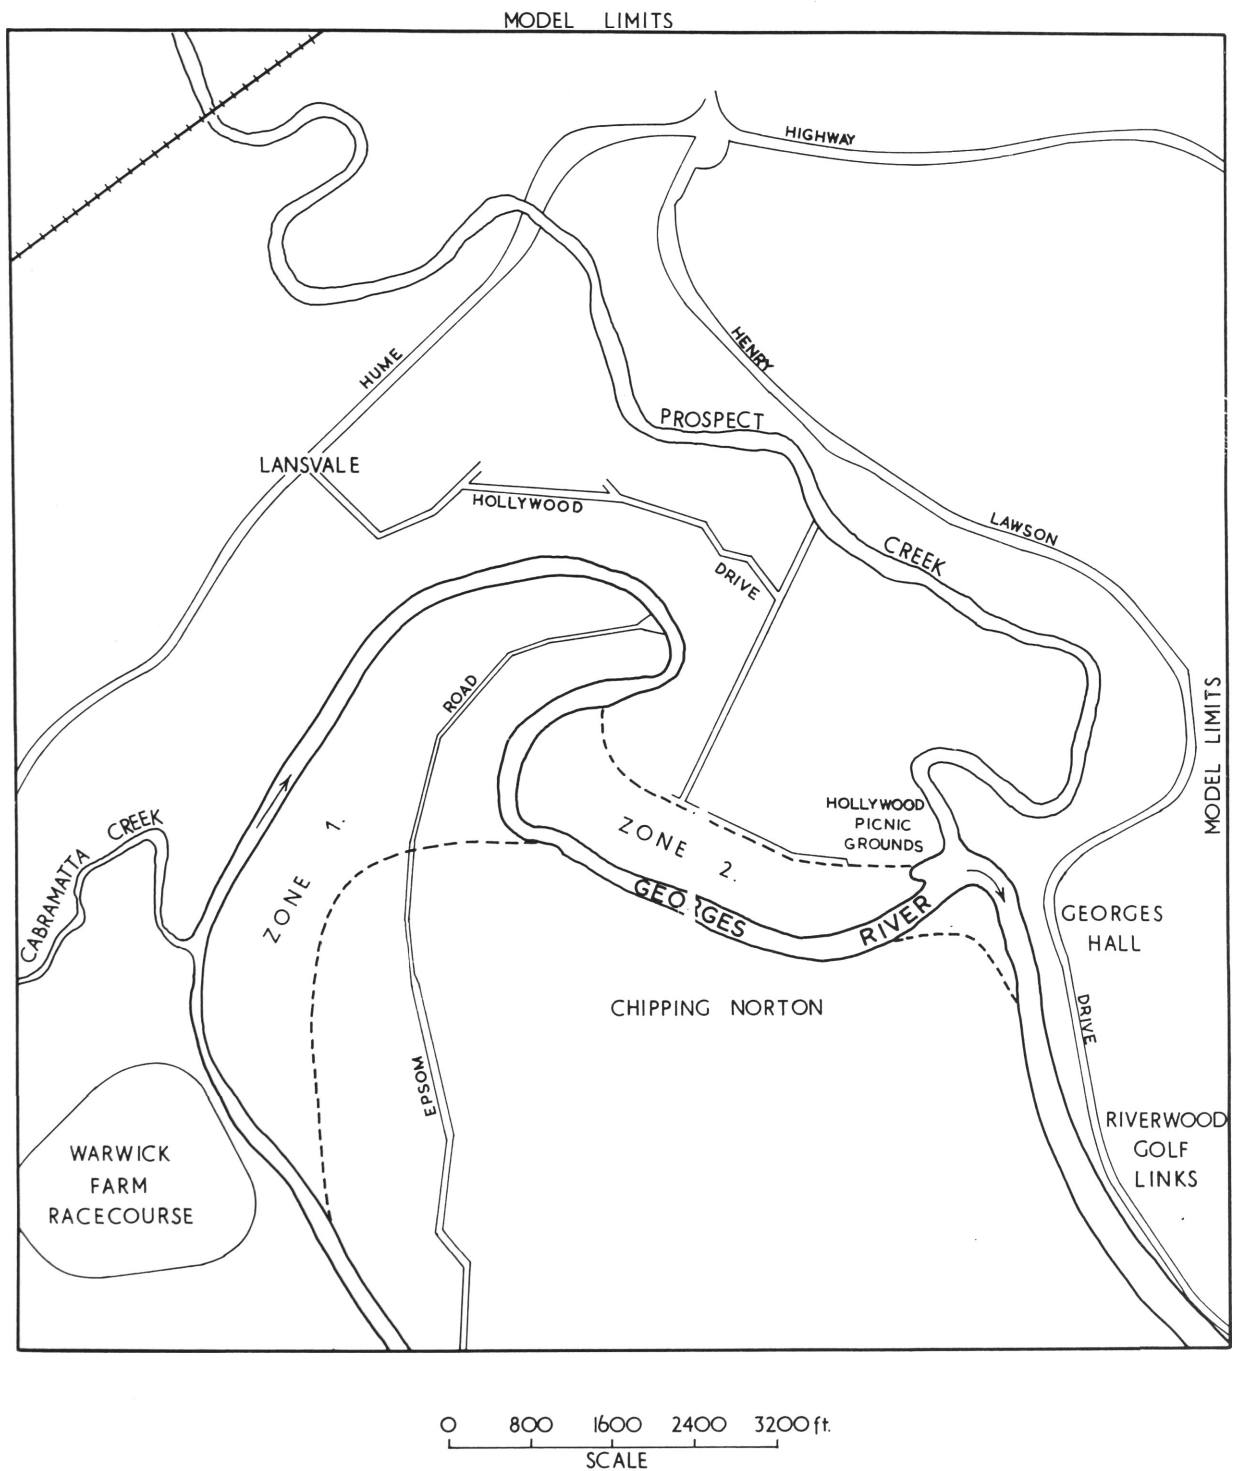 MODEL LIMITS
HIGHWAY
HENRY
HUME
PROSPECT
LANSVALE
HOLLYWOOD
LAWSON
CREEK
DRIVE
ROAD
MODEL LIMITS
HOLLYWOOD
PICNIC
GROUNDS
CABRAMATTA CREEK
ZONE 1.
ZONE 2.
GEORGES RIVER
GEORGES
HALL
CHIPPING NORTON
DRIVE
EPSOM
RIVERWOOD
GOLF
LINKS
WARWICK
FARM
RACECOURSE
0 800 1600 2400 3200 ft.
SCALE